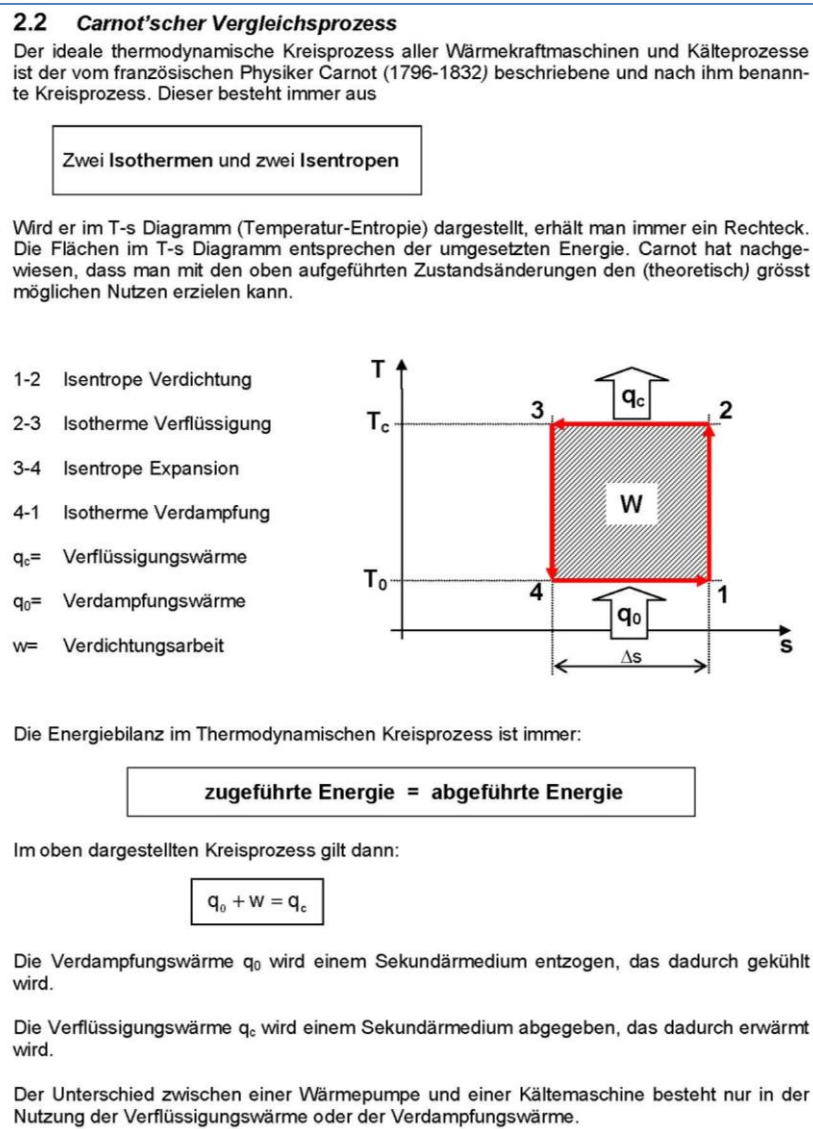 2.2 Carnot'scher Vergleichsprozess
Der ideale thermodynamische Kreisprozess aller Wärmekraftmaschinen und Kälteprozesse
ist der vom französischen Physiker Carnot (1796-1832) beschriebene und nach ihm benann-
te Kreisprozess. Dieser besteht immer aus
Zwei Isothermen und zwei Isentropen
Wird er im T-s Diagramm (Temperatur-Entropie) dargestellt, erhält man immer ein Rechteck.
Die Flächen im T-s Diagramm entsprechen der umgesetzten Energie. Carnot hat nachge-
wiesen, dass man mit den oben aufgeführten Zustandsänderungen den (theoretisch) grösst
möglichen Nutzen erzielen kann.
1-2 Isentrope Verdichtung
2-3 Isotherme Verflüssigung
3-4 Isentrope Expansion
4-1 Isotherme Verdampfung
qc= Verflüssigungswärme
q0= Verdampfungswärme
w= Verdichtungsarbeit
T
qc
3
2
Tc
W
T0
4
1
q0
s
Δs
Die Energiebilanz im Thermodynamischen Kreisprozess ist immer:
zugeführte Energie = abgeführte Energie
Im oben dargestellten Kreisprozess gilt dann:
q0 + w = qc
Die Verdampfungswärme q0 wird einem Sekundärmedium entzogen, das dadurch gekühlt
wird.
Die Verflüssigungswärme qc wird einem Sekundärmedium abgegeben, das dadurch erwärmt
wird.
Der Unterschied zwischen einer Wärmepumpe und einer Kältemaschine besteht nur in der
Nutzung der Verflüssigungswärme oder der Verdampfungswärme.